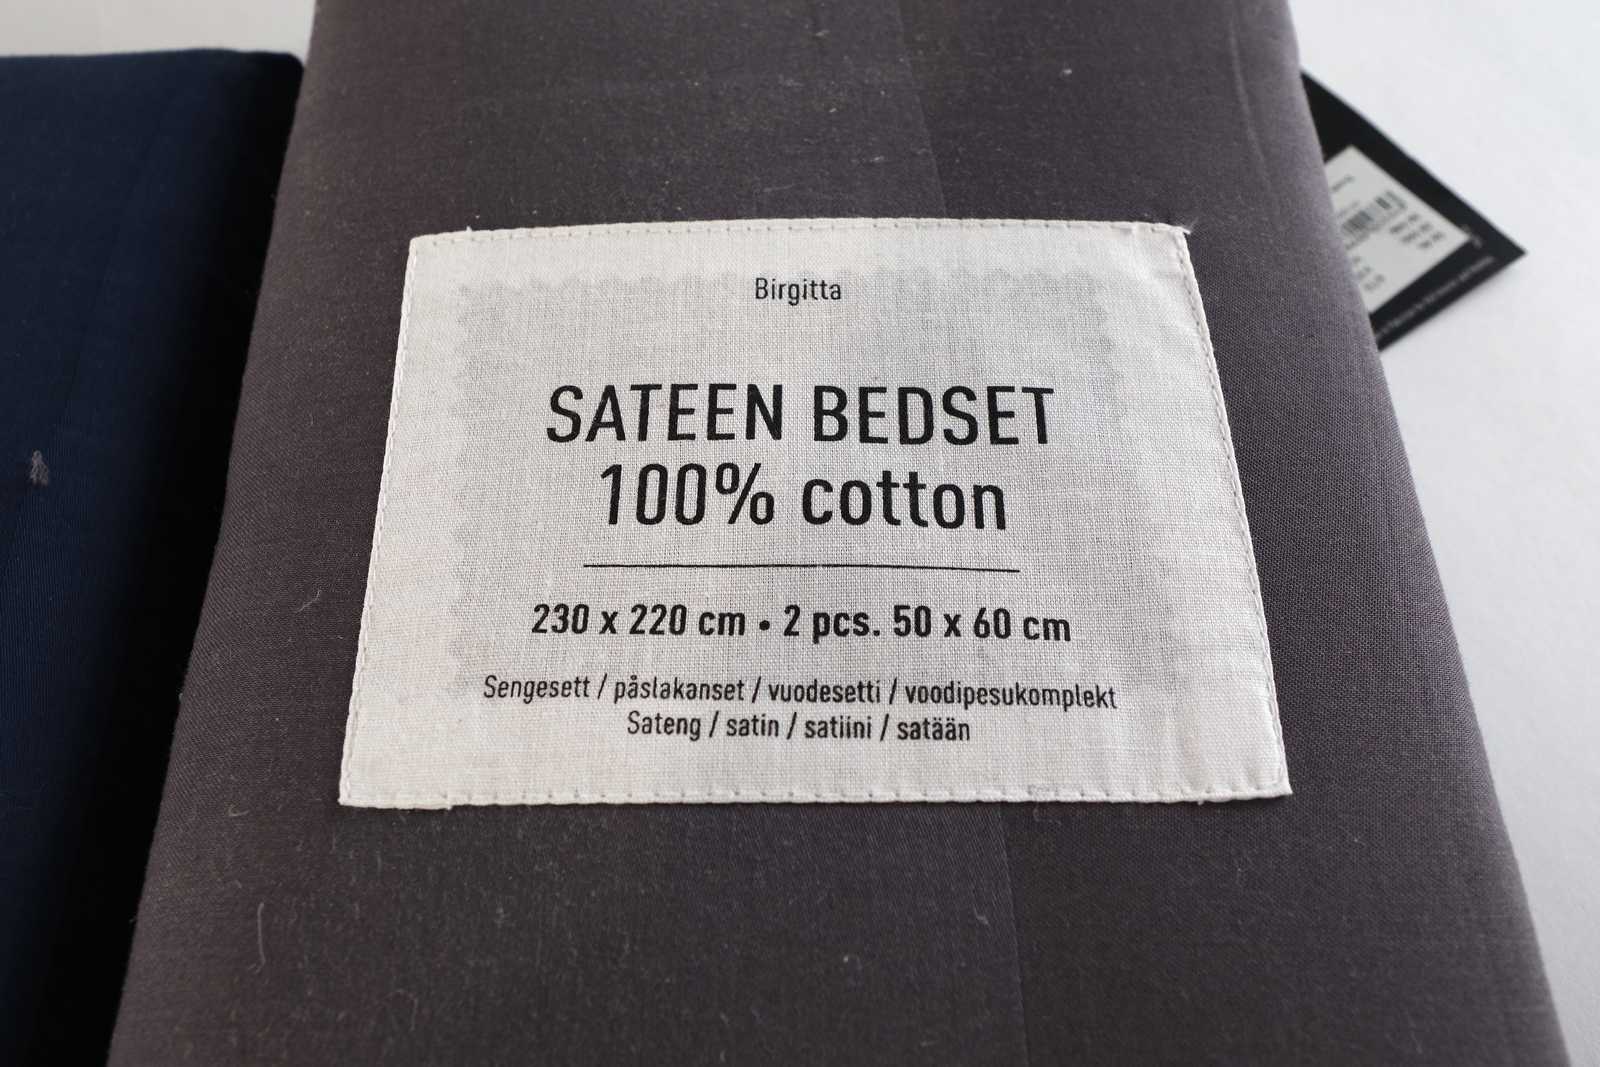 Birgitta
SATEEN BEDSET
100% cotton
230 x 220 cm • 2 pcs. 50 x 60 cm
Sengesett / påslakanset / vuodesetti / voodipesukomplekt
Sateng / satin / satiini / satään